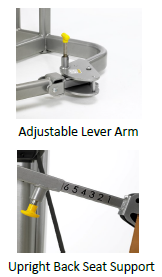 Adjustable Lever Arm
654321
Upright Back Seat Support